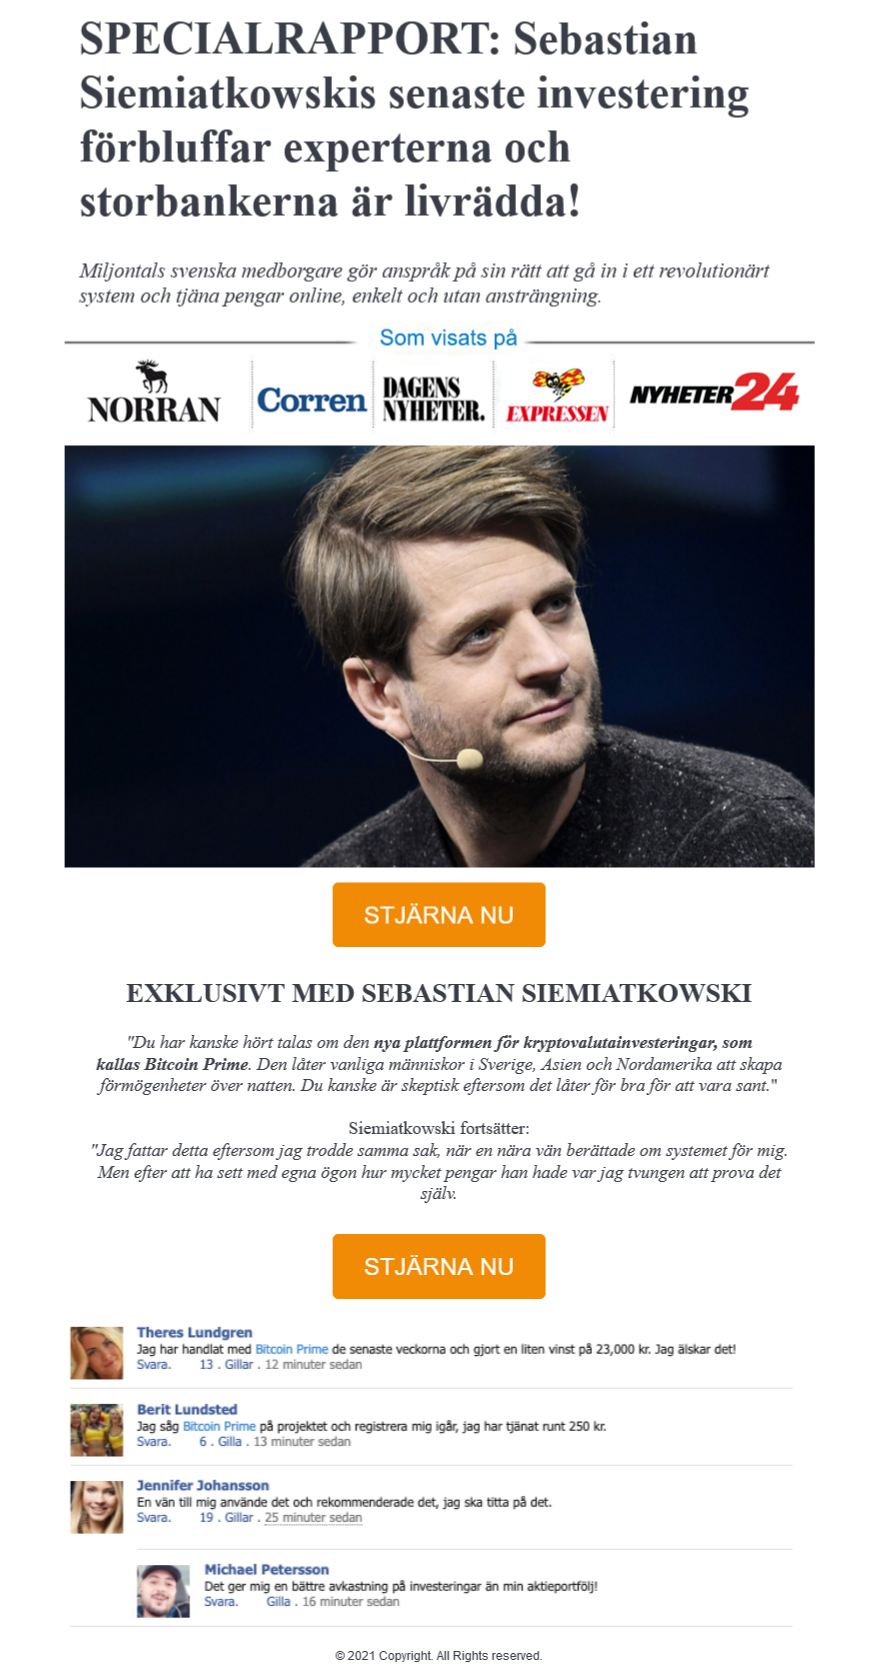 SPECIALRAPPORT: Sebastian
Siemiatkowskis senaste investering
förbluffar experterna och
storbankerna är livrädda!
Miljontals svenska medborgare gör anspråk på sin rätt att gå in i ett revolutionärt
system och tjäna pengar online, enkelt och utan ansträngning.
Som visats på
NORRAN
Corren
DAGENS
NYHETER.
EXPRESSEN
NYHETER24
STJÄRNA NU
EXKLUSIVT MED SEBASTIAN SIEMIATKOWSKI
"Du har kanske hört talas om den nya plattformen för kryptovalutainvesteringar, som
kallas Bitcoin Prime. Den låter vanliga människor i Sverige, Asien och Nordamerika att skapa
förmögenheter över natten. Du kanske är skeptisk eftersom det låter för bra för att vara sant."
Siemiatkowski fortsätter:
"Jag fattar detta eftersom jag trodde samma sak, när en nära vän berättade om systemet för mig.
Men efter att ha sett med egna ögon hur mycket pengar han hade var jag tvungen att prova det
själv.
STJÄRNA NU
Theres Lundgren
Jag har handlat med Bitcoin Prime de senaste veckorna och gjort en liten vinst på 23,000 kr. Jag älskar det!
Svara. 13 . Gillar . 12 minuter sedan
Berit Lundsted
Jag såg Bitcoin Prime på projektet och registrera mig igår, jag har tjänat runt 250 kr.
Svara. 6 . Gilla . 13 minuter sedan
Jennifer Johansson
En vän till mig använde det och rekommenderade det, jag ska titta på det.
Svara. 19 . Gillar . 25 minuter sedan
Michael Petersson
Det ger mig en bättre avkastning på investeringar än min aktieportfölj!
Svara. Gilla . 16 minuter sedan
© 2021 Copyright. All Rights reserved.